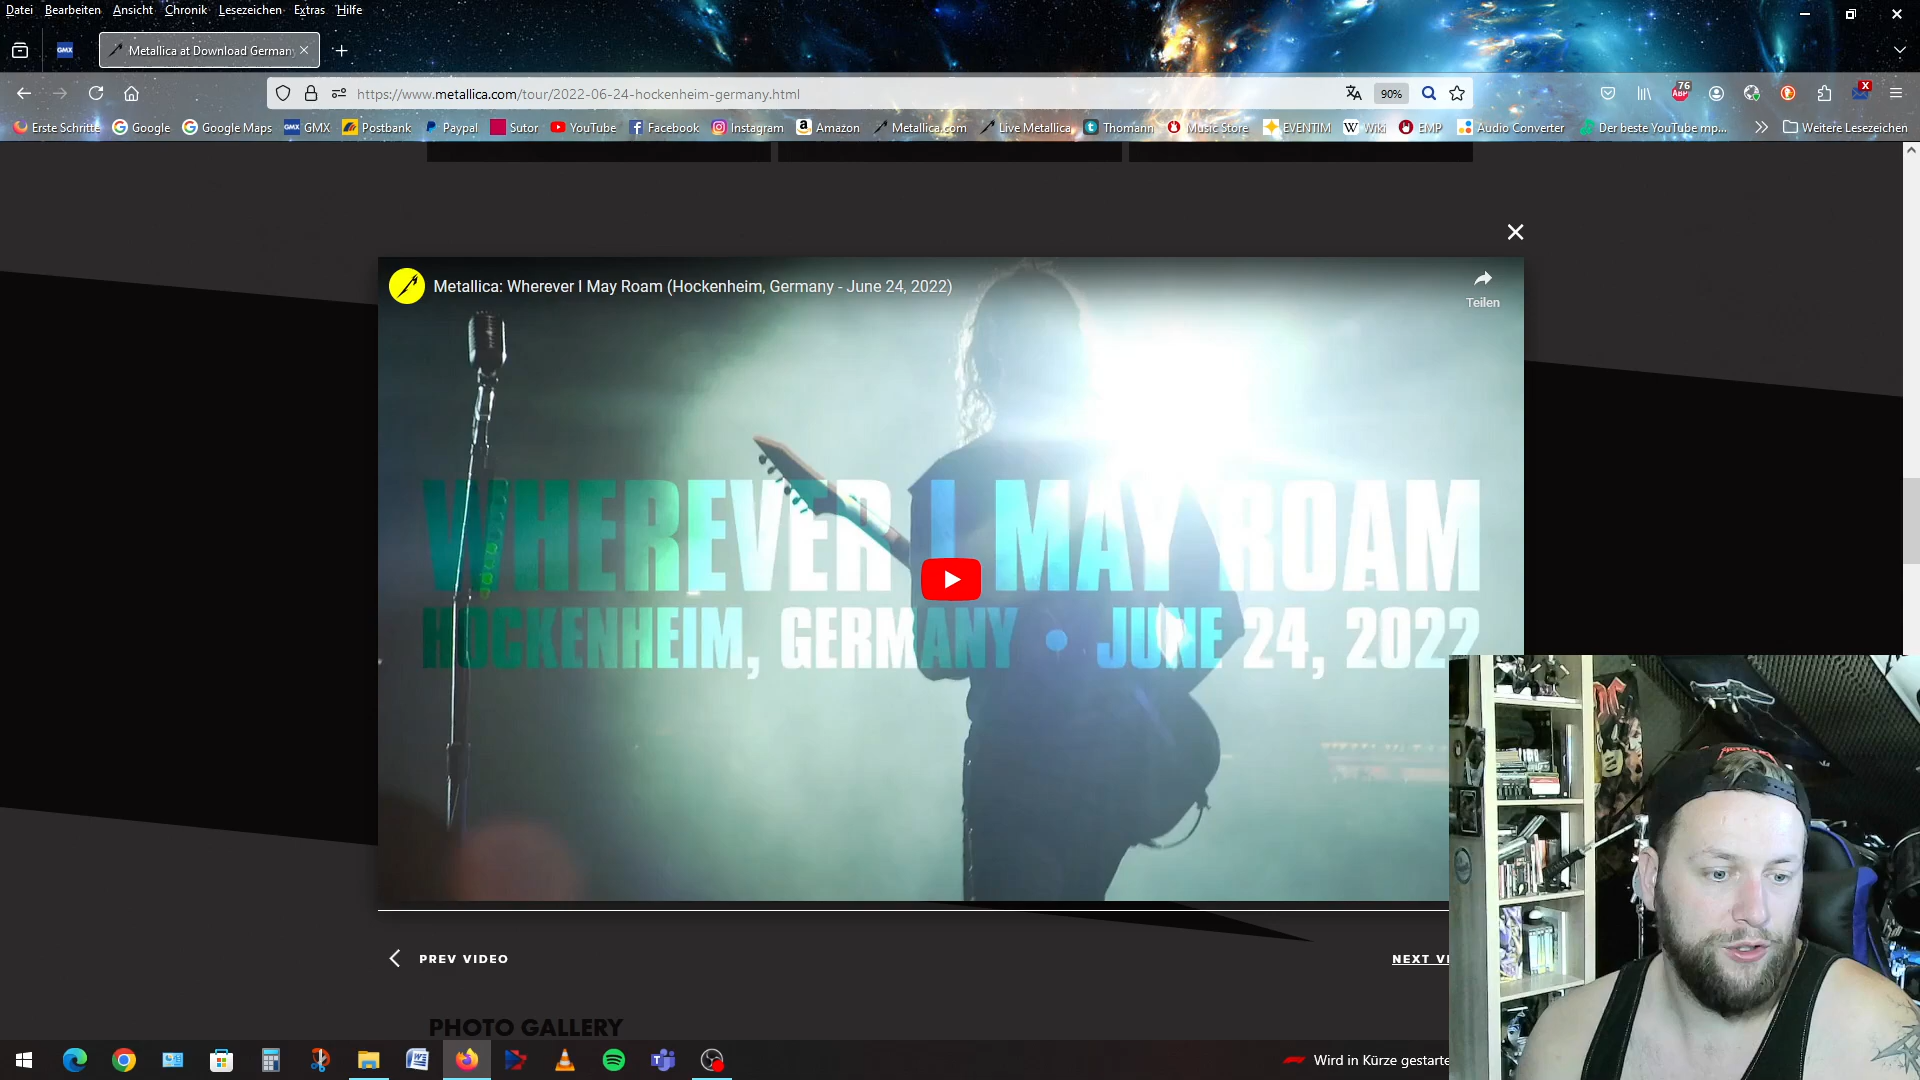 Datei Bearbeiten Ansicht Chronik Lesezeichen Extras Hilfe
GMX Metallica at Download German
https://www.metallica.com/tour/2022-06-24-hockenheim-germany.html 90% 76 ABP X
Erste Schritte Google Google Maps GMX GMX Postbank Paypal Sutor YouTube Facebook Instagram Amazon Metallica.com Live Metallica Thomann Music Store EVENTIM Wiki EMP Audio Converter Der beste YouTube mp... Weitere Lesezeichen
Metallica: Wherever I May Roam (Hockenheim, Germany - June 24, 2022)
Teilen
WHEREVER I MAY ROAM
HOCKENHEIM, GERMANY • JUNE 24, 2022
PREV VIDEO NEXT VI
PHOTO GALLERY
Wird in Kürze gestarte